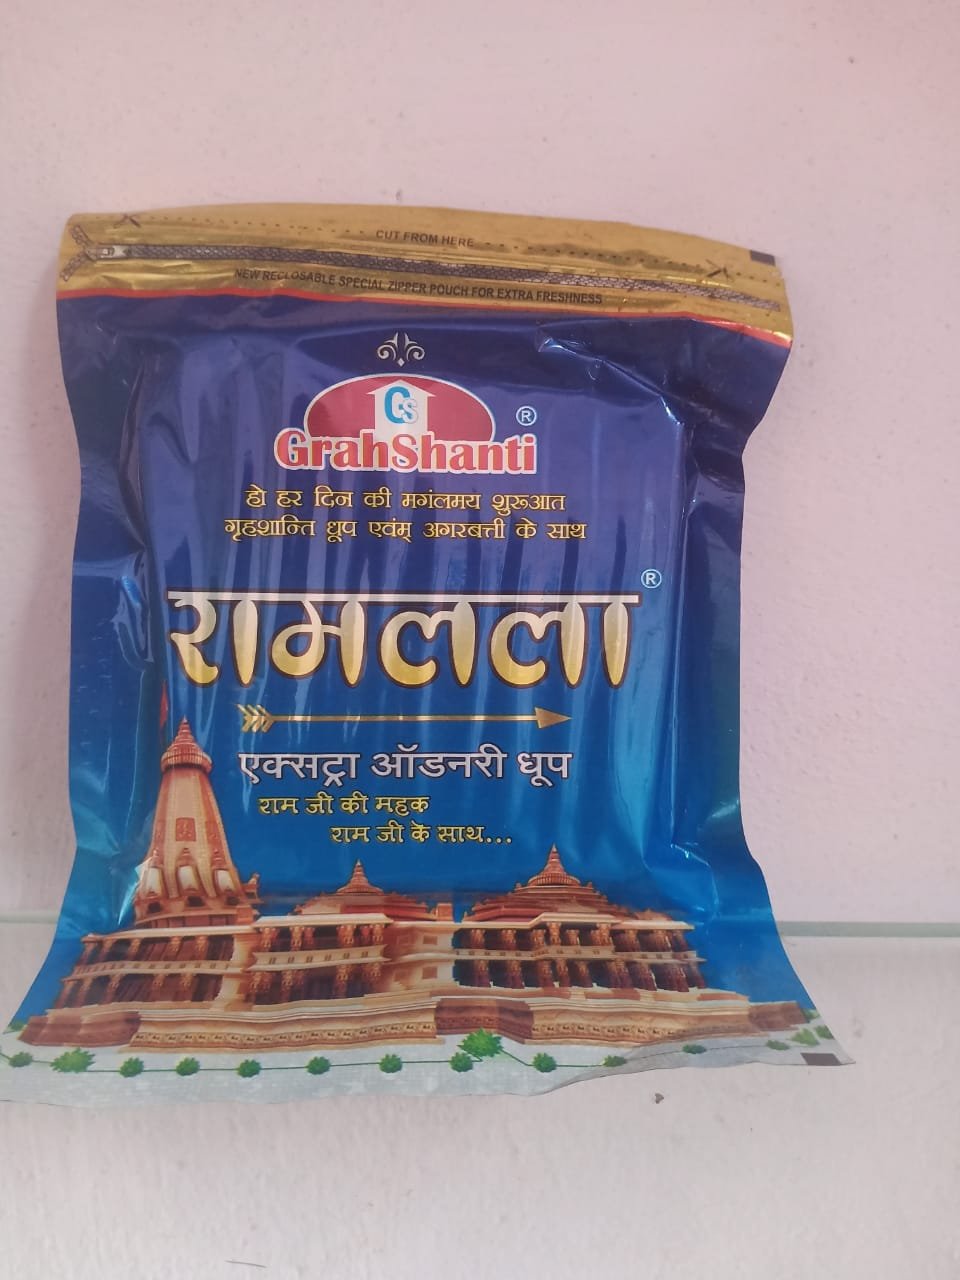 CUT FROM HERE
NEW RECLOSABLE SPECIAL ZIPPER POUCH FOR EXTRA FRESHNESS
GS
GrahShanti ®
हो हर दिन की मगंलमय शुरूआत
गृहशान्ति धूप एवंम् अगरबत्ती के साथ
रामलला ®
एक्सट्रा ऑडनरी धूप
राम जी की महक
राम जी के साथ...